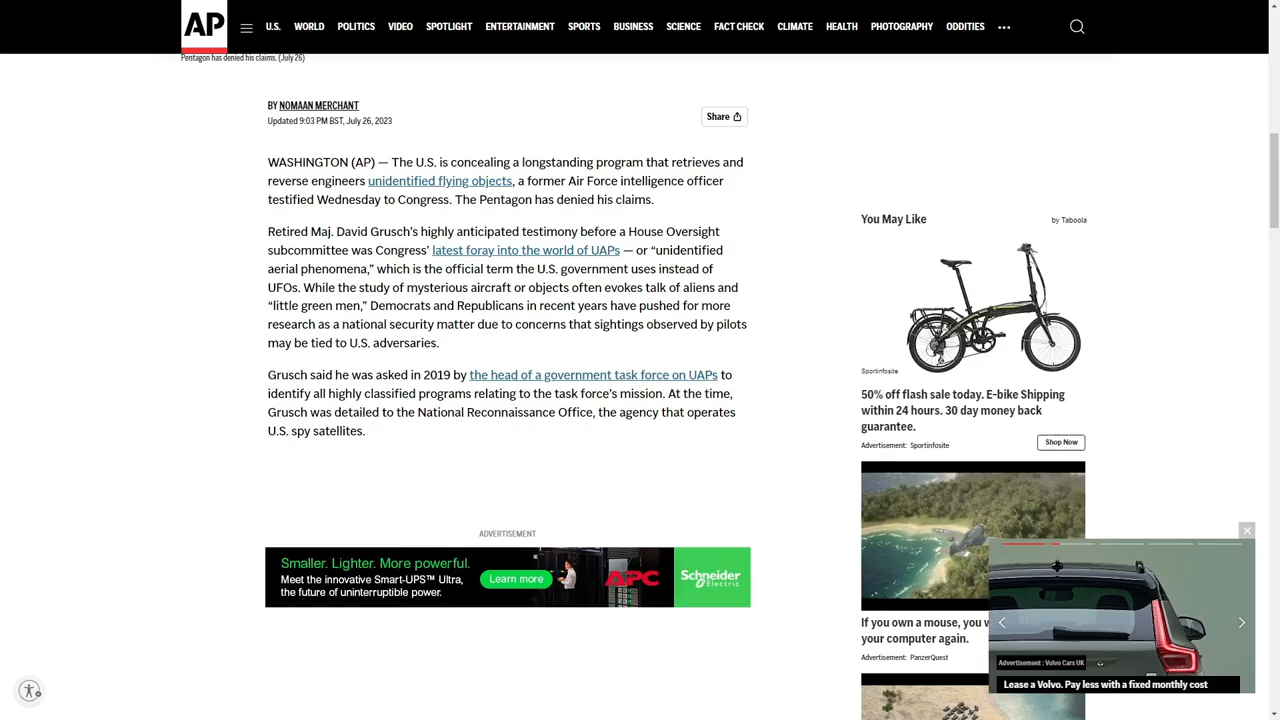 AP
U.S. WORLD POLITICS VIDEO SPOTLIGHT ENTERTAINMENT SPORTS BUSINESS SCIENCE FACT CHECK CLIMATE HEALTH PHOTOGRAPHY ODDITIES
Pentagon has denied his claims. (July 26)
BY NOMAAN MERCHANT
Updated 9:03 PM BST, July 26, 2023
Share
WASHINGTON (AP) — The U.S. is concealing a longstanding program that retrieves and
reverse engineers unidentified flying objects, a former Air Force intelligence officer
testified Wednesday to Congress. The Pentagon has denied his claims.
Retired Maj. David Grusch’s highly anticipated testimony before a House Oversight
subcommittee was Congress’ latest foray into the world of UAPs — or “unidentified
aerial phenomena,” which is the official term the U.S. government uses instead of
UFOs. While the study of mysterious aircraft or objects often evokes talk of aliens and
“little green men,” Democrats and Republicans in recent years have pushed for more
research as a national security matter due to concerns that sightings observed by pilots
may be tied to U.S. adversaries.
Grusch said he was asked in 2019 by the head of a government task force on UAPs to
identify all highly classified programs relating to the task force’s mission. At the time,
Grusch was detailed to the National Reconnaissance Office, the agency that operates
U.S. spy satellites.
ADVERTISEMENT
Smaller. Lighter. More powerful.
Meet the innovative Smart-UPS™ Ultra,
the future of uninterruptible power.
Learn more
APC
Schneider
Electric
You May Like
by Taboola
Sportinfosite
50% off flash sale today. E-bike Shipping
within 24 hours. 30 day money back
guarantee.
Advertisement: Sportinfosite
Shop Now
If you own a mouse, you
your computer again.
Advertisement: PanzerQuest
Advertisement : Volvo Cars UK
Lease a Volvo. Pay less with a fixed monthly cost